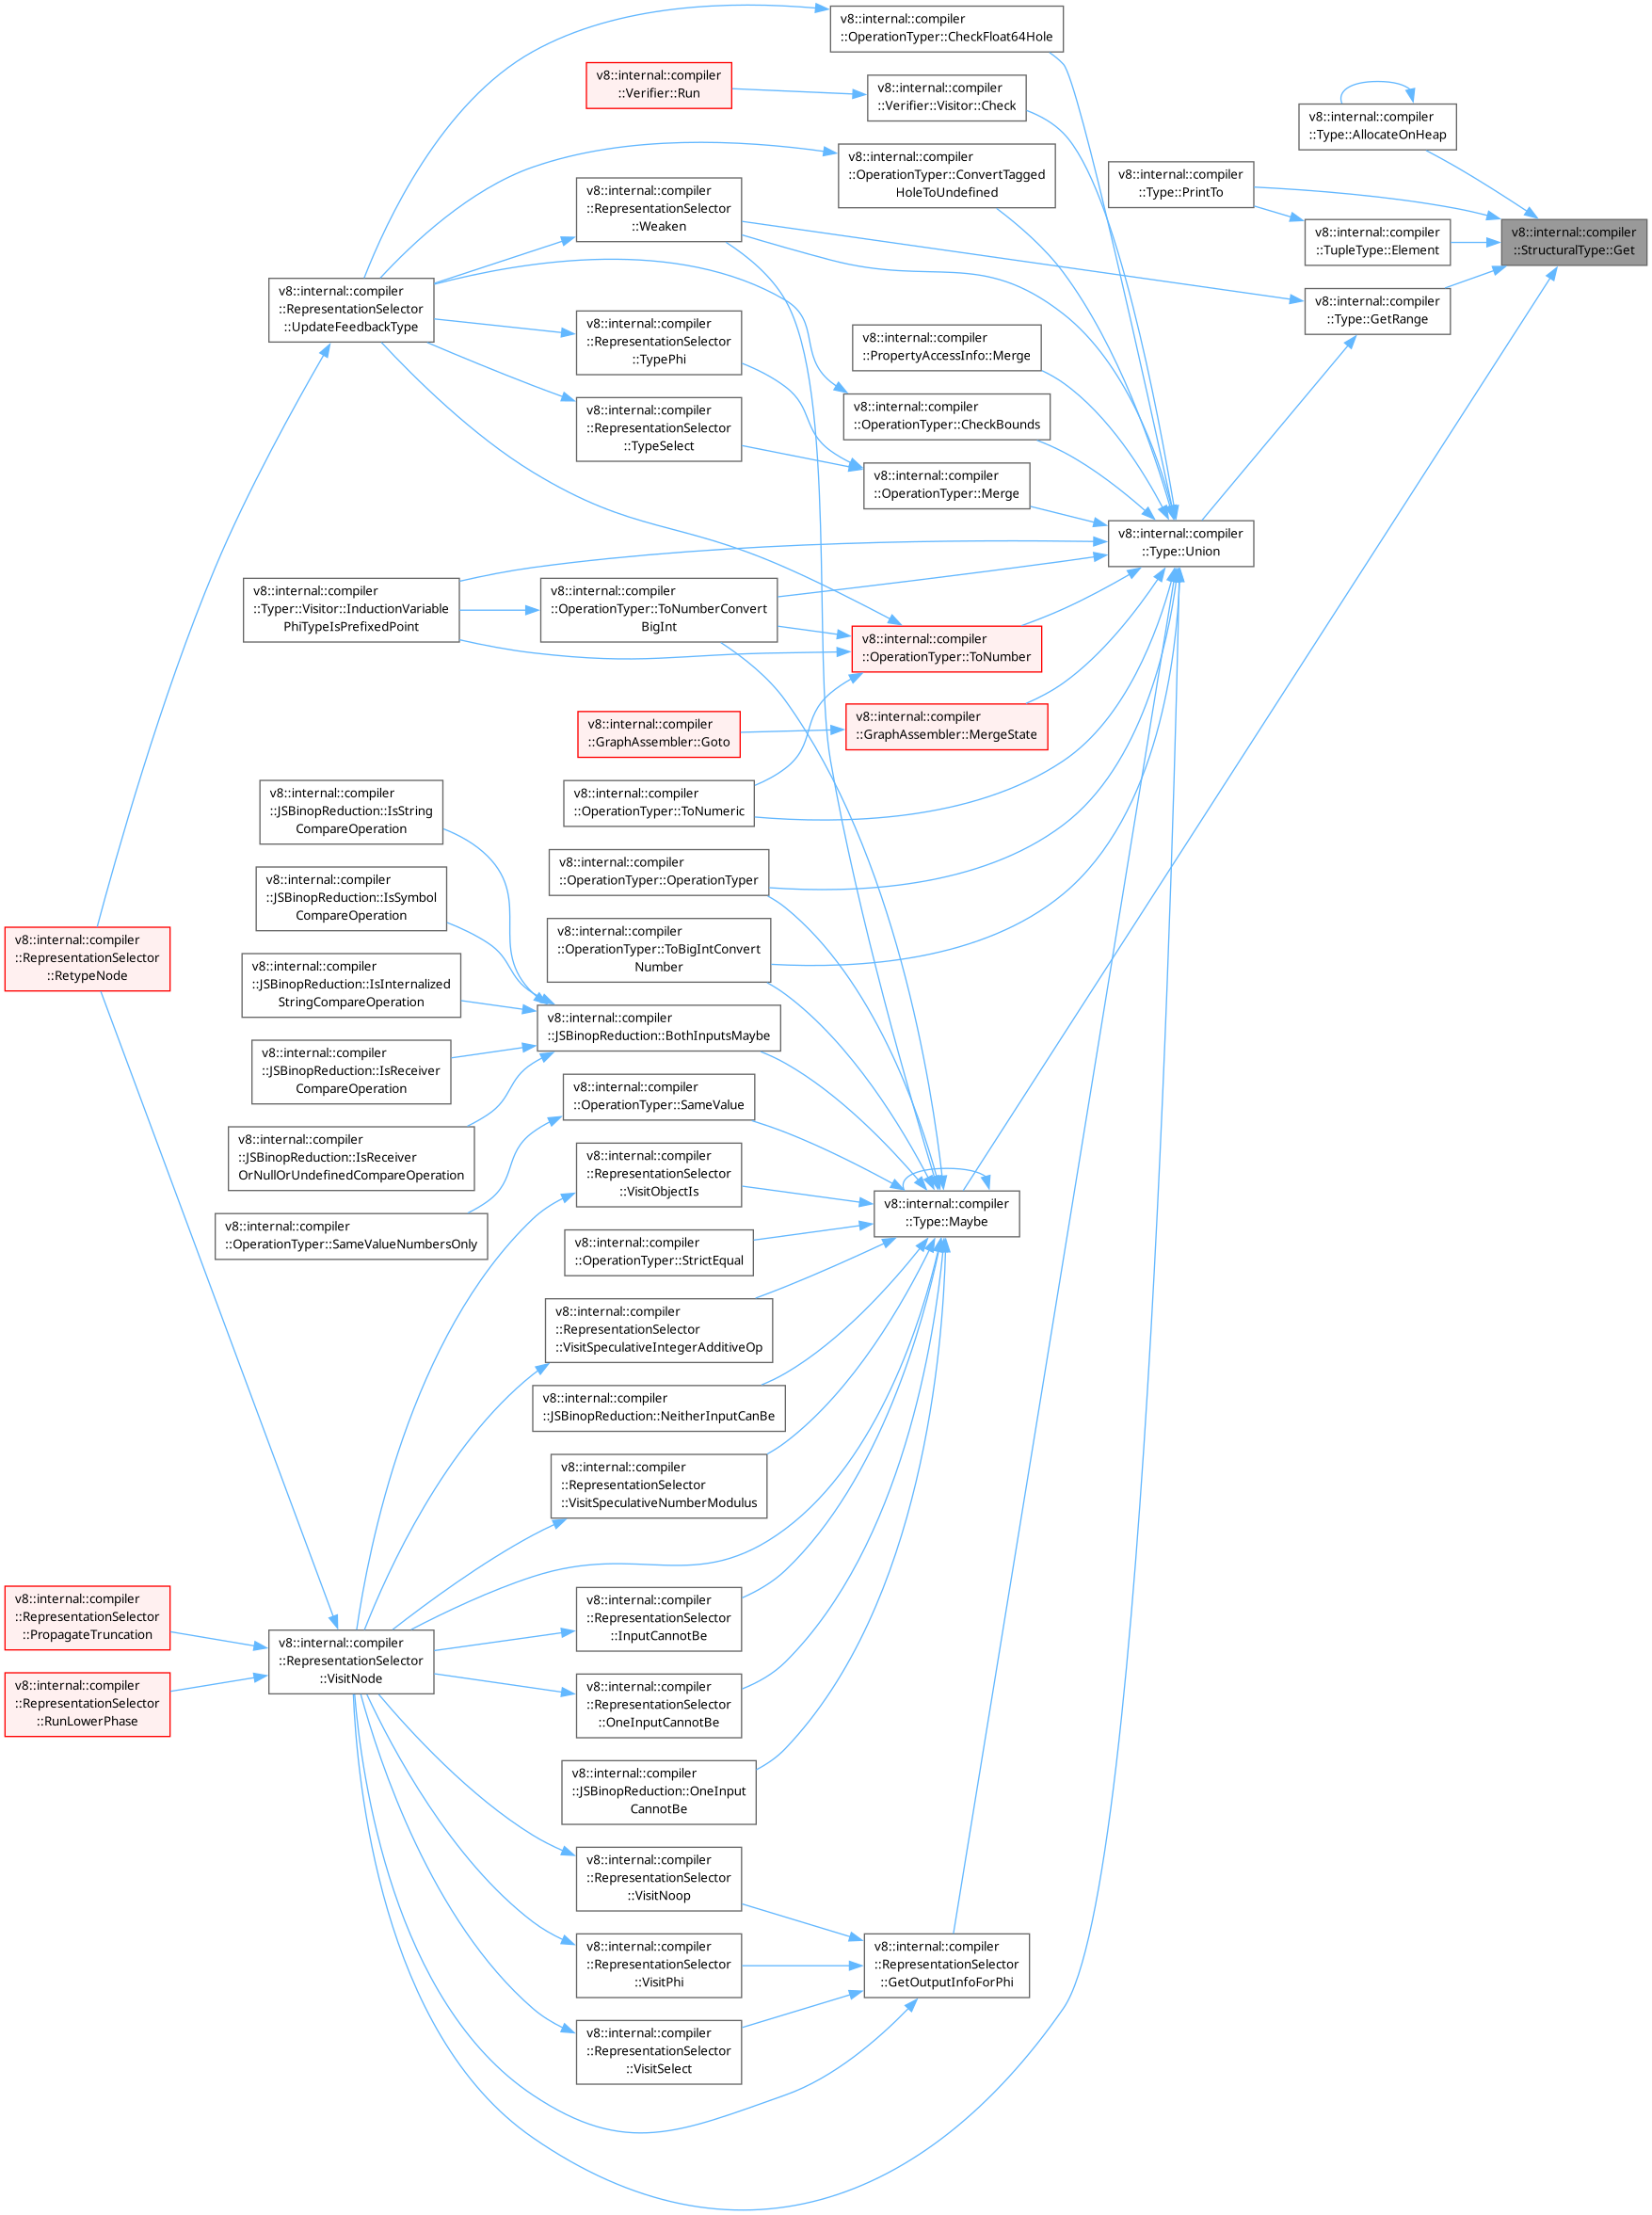 v8::internal::compiler
::OperationTyper::CheckFloat64Hole
v8::internal::compiler
::Verifier::Run
v8::internal::compiler
::Verifier::Visitor::Check
v8::internal::compiler
::Type::AllocateOnHeap
v8::internal::compiler
::OperationTyper::ConvertTagged
HoleToUndefined
v8::internal::compiler
::Type::PrintTo
v8::internal::compiler
::RepresentationSelector
::Weaken
v8::internal::compiler
::TupleType::Element
v8::internal::compiler
::StructuralType::Get
v8::internal::compiler
::RepresentationSelector
::UpdateFeedbackType
v8::internal::compiler
::Type::GetRange
v8::internal::compiler
::RepresentationSelector
::TypePhi
v8::internal::compiler
::PropertyAccessInfo::Merge
v8::internal::compiler
::OperationTyper::CheckBounds
v8::internal::compiler
::RepresentationSelector
::TypeSelect
v8::internal::compiler
::OperationTyper::Merge
v8::internal::compiler
::Type::Union
v8::internal::compiler
::Typer::Visitor::InductionVariable
PhiTypeIsPrefixedPoint
v8::internal::compiler
::OperationTyper::ToNumberConvert
BigInt
v8::internal::compiler
::OperationTyper::ToNumber
v8::internal::compiler
::GraphAssembler::Goto
v8::internal::compiler
::GraphAssembler::MergeState
v8::internal::compiler
::JSBinopReduction::IsString
CompareOperation
v8::internal::compiler
::OperationTyper::ToNumeric
v8::internal::compiler
::JSBinopReduction::IsSymbol
CompareOperation
v8::internal::compiler
::OperationTyper::OperationTyper
v8::internal::compiler
::RepresentationSelector
::RetypeNode
v8::internal::compiler
::OperationTyper::ToBigIntConvert
Number
v8::internal::compiler
::JSBinopReduction::IsInternalized
StringCompareOperation
v8::internal::compiler
::JSBinopReduction::BothInputsMaybe
v8::internal::compiler
::JSBinopReduction::IsReceiver
CompareOperation
v8::internal::compiler
::OperationTyper::SameValue
v8::internal::compiler
::JSBinopReduction::IsReceiver
OrNullOrUndefinedCompareOperation
v8::internal::compiler
::RepresentationSelector
::VisitObjectIs
v8::internal::compiler
::Type::Maybe
v8::internal::compiler
::OperationTyper::SameValueNumbersOnly
v8::internal::compiler
::OperationTyper::StrictEqual
v8::internal::compiler
::RepresentationSelector
::VisitSpeculativeIntegerAdditiveOp
v8::internal::compiler
::JSBinopReduction::NeitherInputCanBe
v8::internal::compiler
::RepresentationSelector
::VisitSpeculativeNumberModulus
v8::internal::compiler
::RepresentationSelector
::PropagateTruncation
v8::internal::compiler
::RepresentationSelector
::InputCannotBe
v8::internal::compiler
::RepresentationSelector
::VisitNode
v8::internal::compiler
::RepresentationSelector
::RunLowerPhase
v8::internal::compiler
::RepresentationSelector
::OneInputCannotBe
v8::internal::compiler
::JSBinopReduction::OneInput
CannotBe
v8::internal::compiler
::RepresentationSelector
::VisitNoop
v8::internal::compiler
::RepresentationSelector
::VisitPhi
v8::internal::compiler
::RepresentationSelector
::GetOutputInfoForPhi
v8::internal::compiler
::RepresentationSelector
::VisitSelect